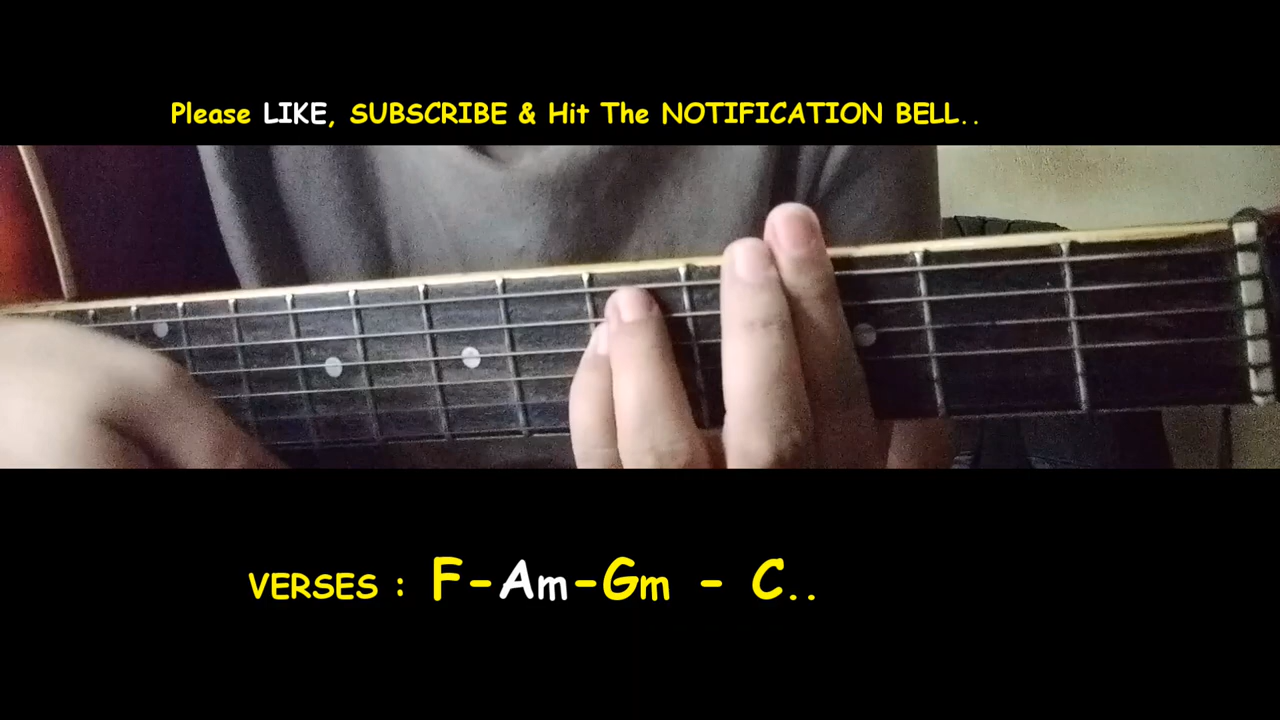 Please LIKE, SUBSCRIBE & Hit The NOTIFICATION BELL..
VERSES : F-Am-Gm - C..